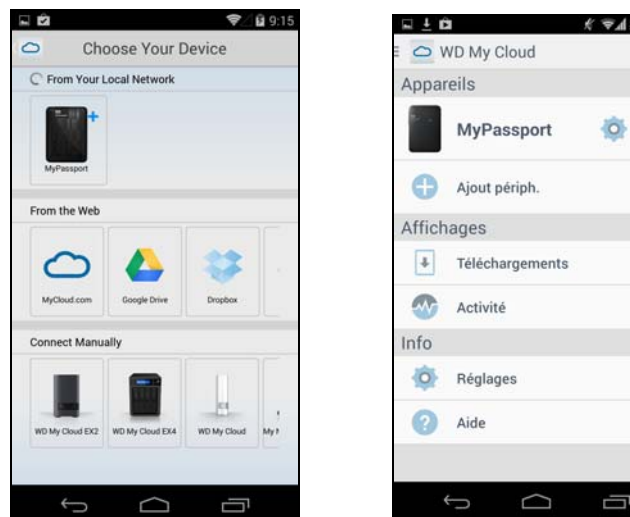 9:15
Choose Your Device
From Your Local Network
MyPassport
From the Web
MyCloud.com
Google Drive
Dropbox
Connect Manually
WD My Cloud EX2
WD My Cloud EX4
WD My Cloud
WD My Cloud
Appareils
MyPassport
Ajout périph.
Affichages
Téléchargements
Activité
Info
Réglages
Aide